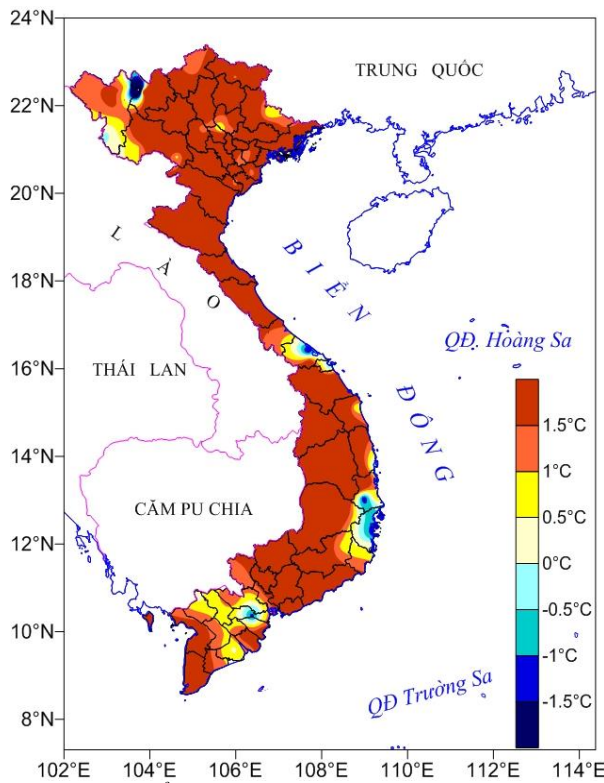 24°N
22°N
20°N
18°N
16°N
14°N
12°N
10°N
8°N
TRUNG QUỐC
LÀO
BIỂN ĐÔNG
QĐ. Hoàng Sa
THÁI LAN
CĂM PU CHIA
QĐ Trường Sa
1.5°C
1°C
0.5°C
0°C
-0.5°C
-1°C
-1.5°C
102°E
104°E
106°E
108°E
110°E
112°E
114°E